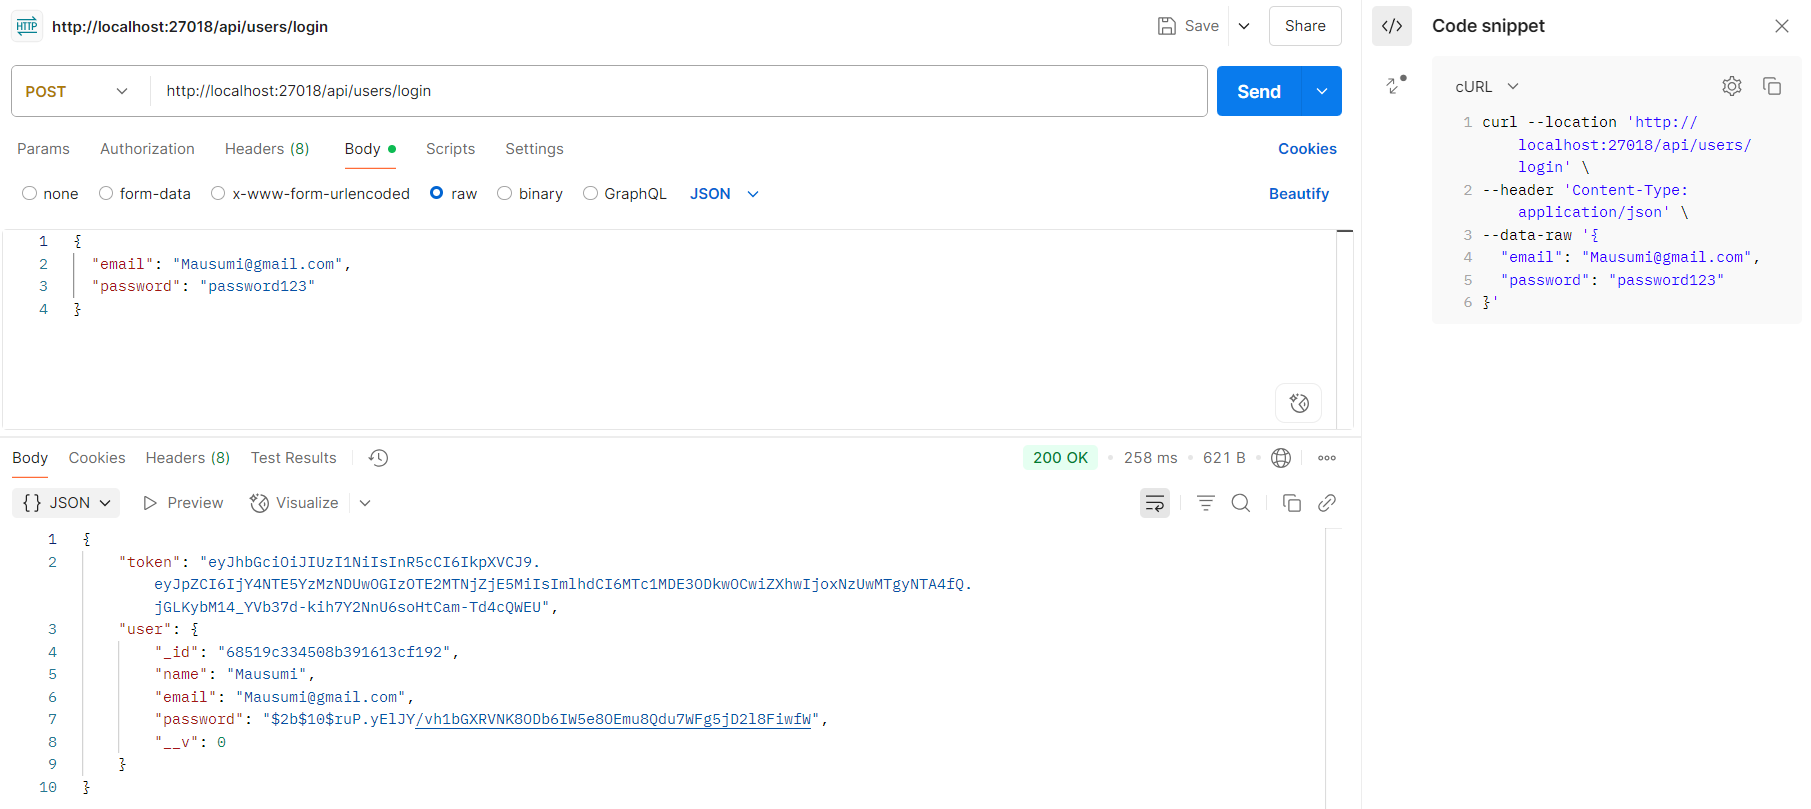 HTTP http://localhost:27018/api/users/login
Save
Share
POST
http://localhost:27018/api/users/login
Send
Params Authorization Headers (8) Body Scripts Settings
Cookies
none form-data x-www-form-urlencoded raw binary GraphQL JSON
Beautify
1 {
2 "email": "Mausumi@gmail.com",
3 "password": "password123"
4 }
Body Cookies Headers (8) Test Results
200 OK 258 ms 621 B
{} JSON Preview Visualize
1 {
2 "token": "eyJhbGciOiJIUzI1NiIsInR5cCI6IkpXVCJ9.
eyJpZCI6IjY4NTE5YzMzNDUwOGIzOTE2MTNjZjE5MiIsImlhdCI6MTc1MDE3ODkwOCwiZXhwIjoxNzUwMTgyNTA4fQ.
jGLKybM14_YVb37d-kih7Y2NnU6soHtCam-Td4cQWEU",
3 "user": {
4 "_id": "68519c334508b391613cf192",
5 "name": "Mausumi",
6 "email": "Mausumi@gmail.com",
7 "password": "$2b$10$ruP.yElJY/vh1bGXRVNK8ODb6IW5e8OEmu8Qdu7WFg5jD2l8FiwfW",
8 "__v": 0
9 }
10 }
</> Code snippet
cURL
1 curl --location 'http://
localhost:27018/api/users/
login' \
2 --header 'Content-Type:
application/json' \
3 --data-raw '{
4 "email": "Mausumi@gmail.com",
5 "password": "password123"
6 }'